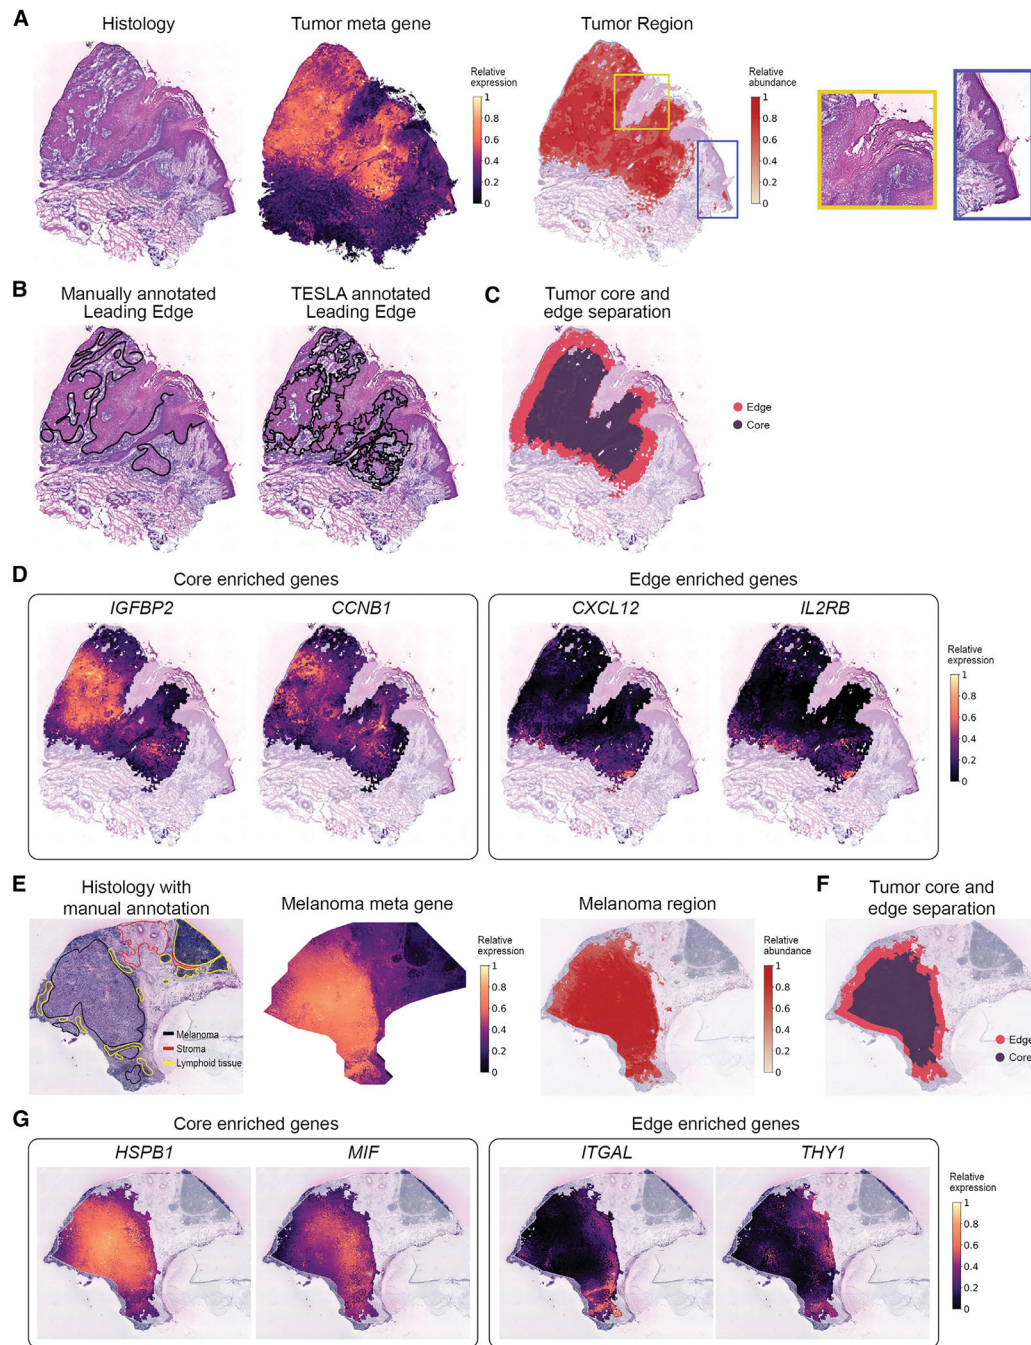 A
Histology
Tumor meta gene
Tumor Region
Relative
expression
1
0.8
0.6
0.4
0.2
0
Relative
abundance
1
0.8
0.6
0.4
0.2
0
B
Manually annotated
Leading Edge
TESLA annotated
Leading Edge
C
Tumor core and
edge separation
Edge
Core
D
Core enriched genes
IGFBP2
CCNB1
Edge enriched genes
CXCL12
IL2RB
Relative
expression
1
0.8
0.6
0.4
0.2
0
E
Histology with
manual annotation
Melanoma
Stroma
Lymphoid tissue
Melanoma meta gene
Relative
expression
1
0.8
0.6
0.4
0.2
0
Melanoma region
Relative
abundance
1
0.8
0.6
0.4
0.2
0
F
Tumor core and
edge separation
Edge
Core
G
Core enriched genes
HSPB1
MIF
Edge enriched genes
ITGAL
THY1
Relative
expression
1
0.8
0.6
0.4
0.2
0